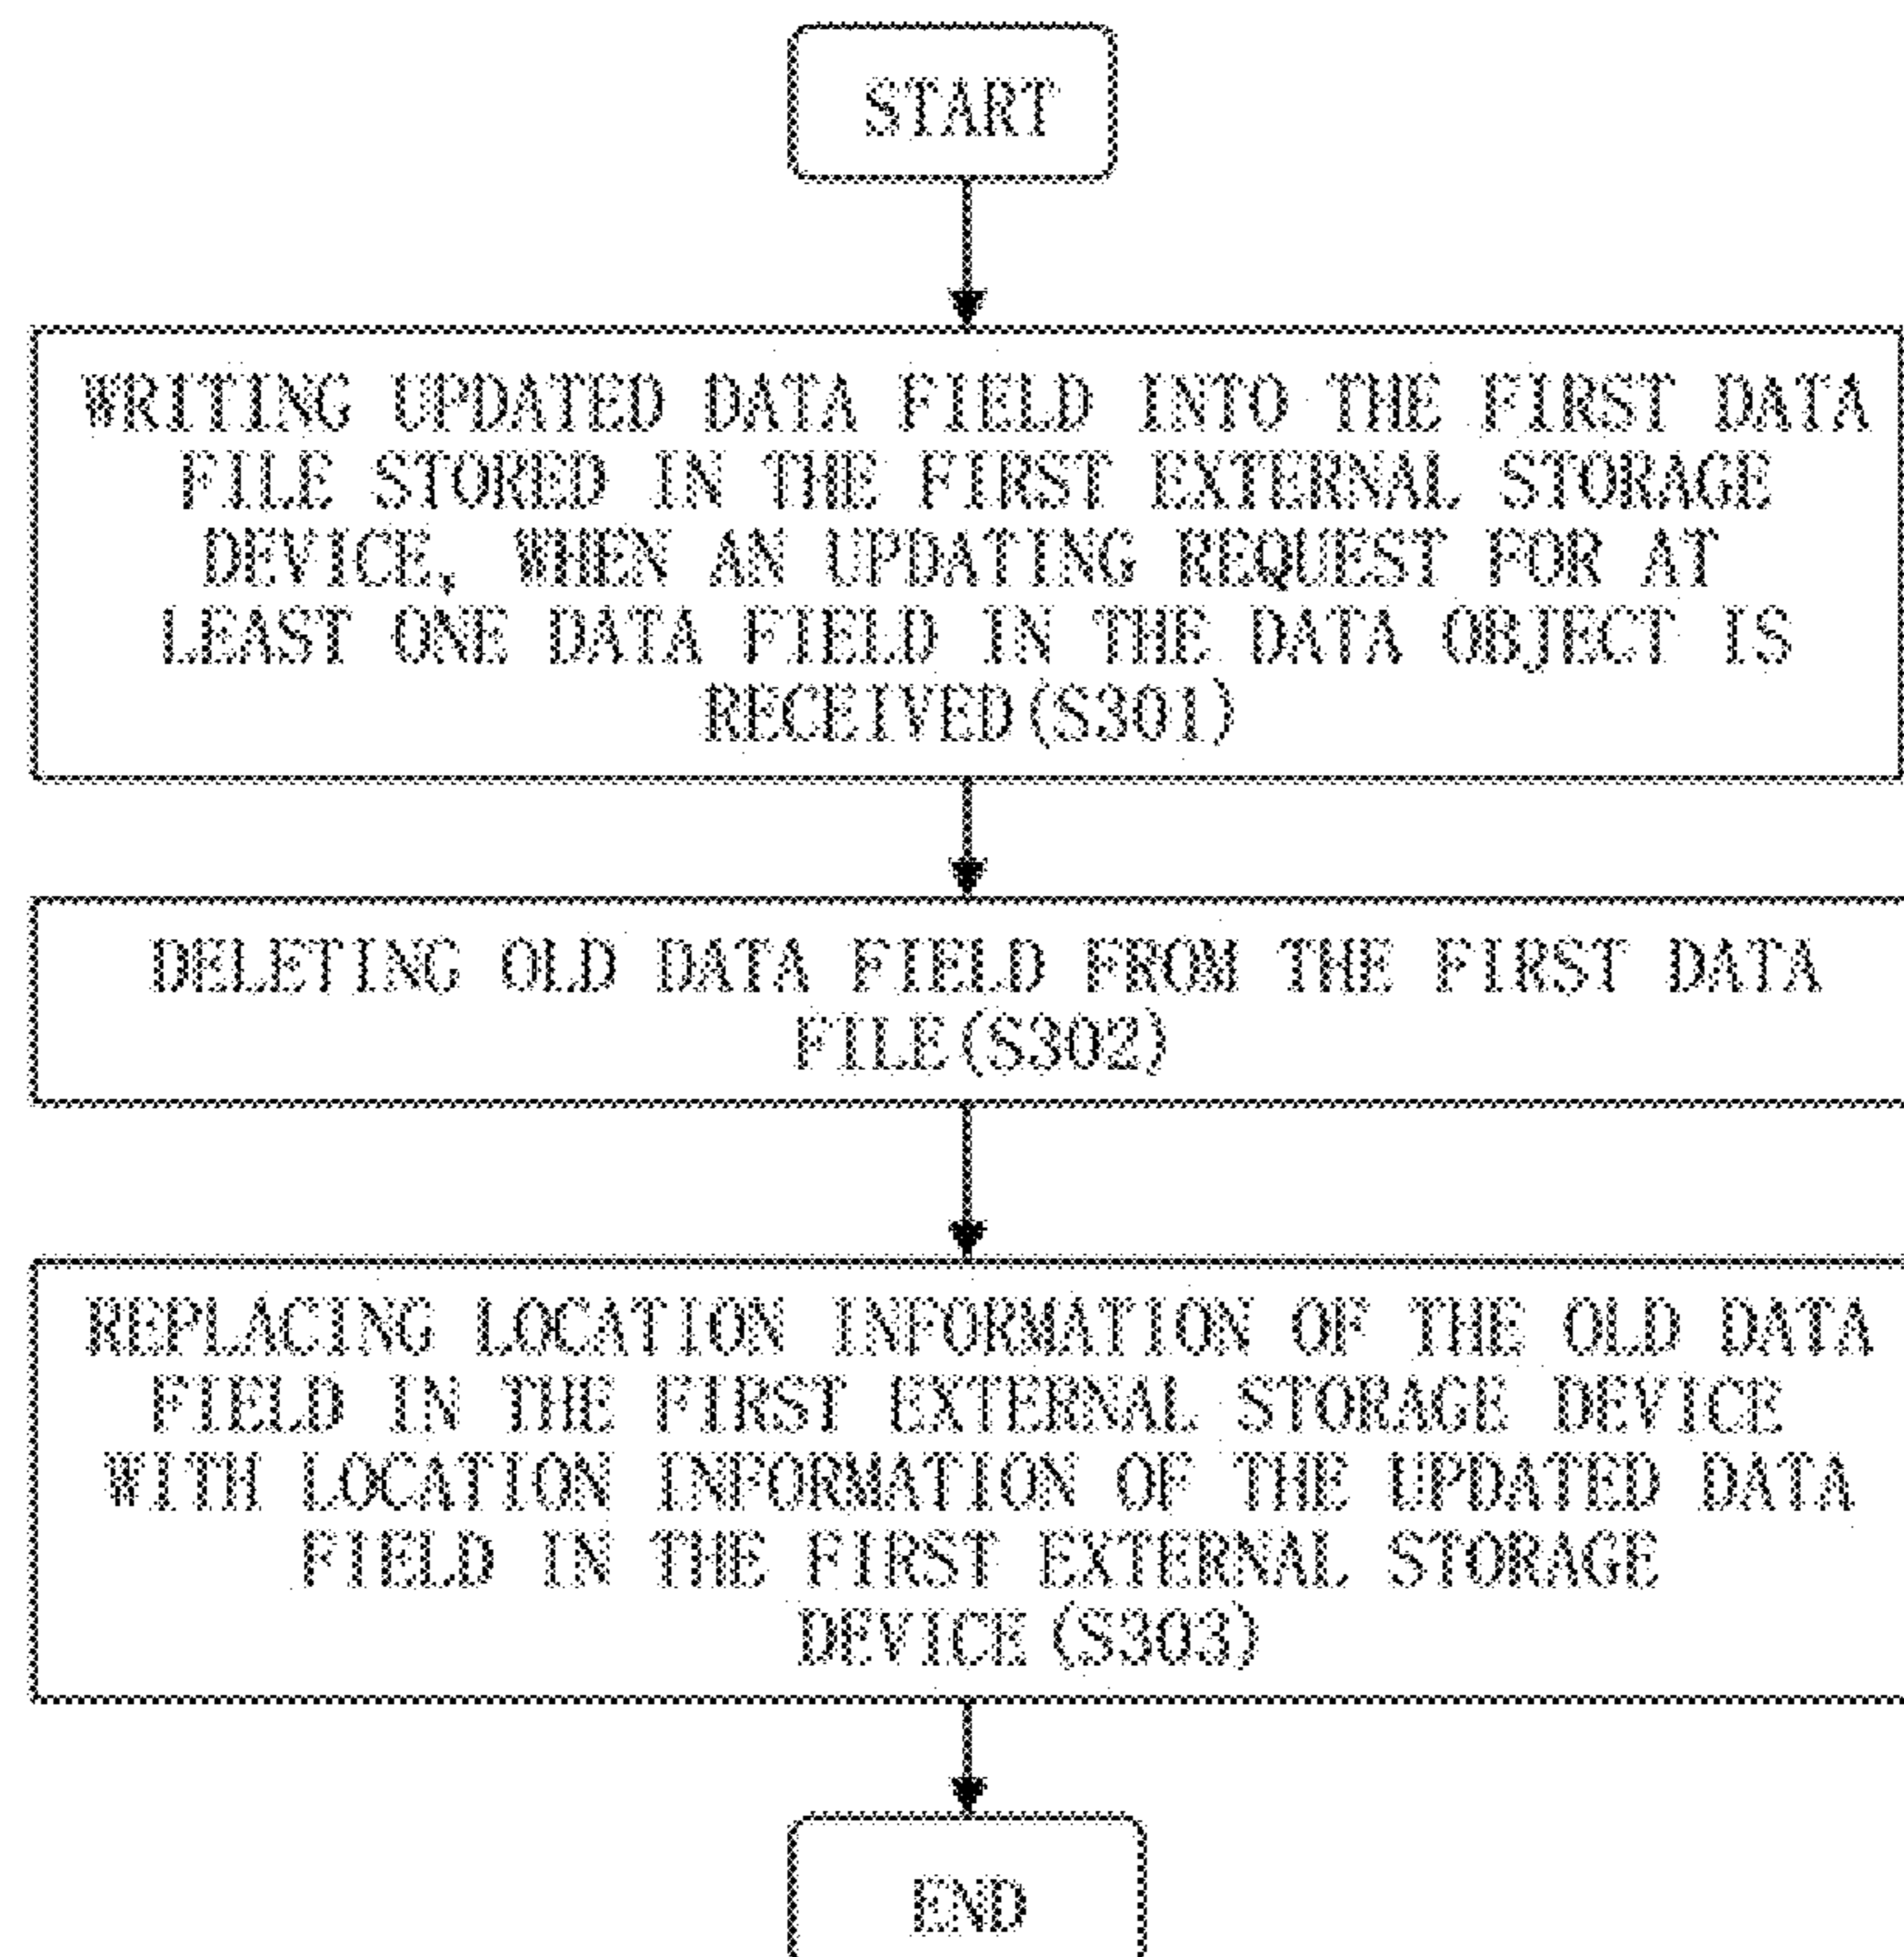 START
WRITING UPDATED DATA FIELD INTO THE FIRST DATA
FILE STORED IN THE FIRST EXTERNAL STORAGE
DEVICE, WHEN AN UPDATING REQUEST FOR AT
LEAST ONE DATA FIELD IN THE DATA OBJECT IS
RECEIVED(S301)
DELETING OLD DATA FIELD FROM THE FIRST DATA
FILE(S302)
REPLACING LOCATION INFORMATION OF THE OLD DATA
FIELD IN THE FIRST EXTERNAL STORAGE DEVICE
WITH LOCATION INFORMATION OF THE UPDATED DATA
FIELD IN THE FIRST EXTERNAL STORAGE
DEVICE(S303)
END